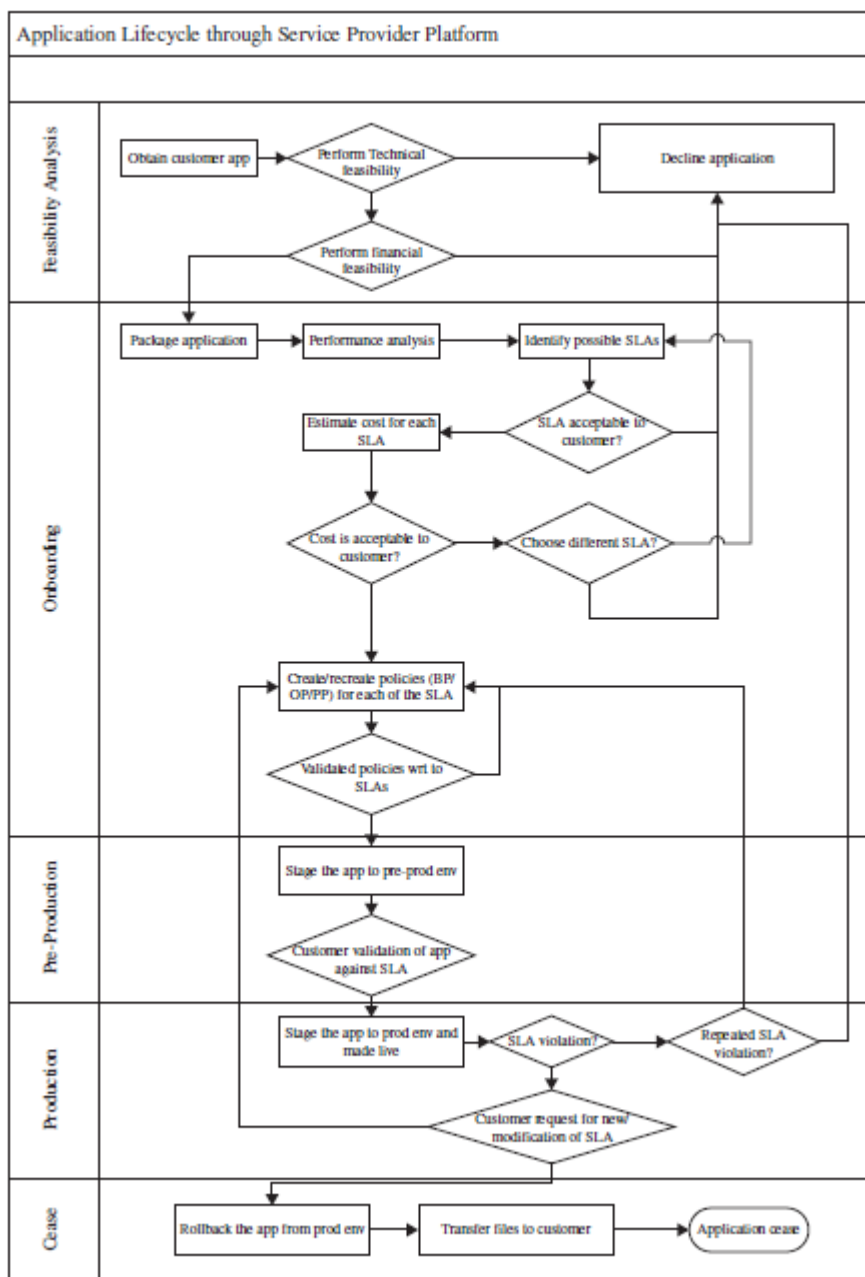 Application Lifecycle through Service Provider Platform
Feasibility Analysis
Obtain customer app
Perform Technical
feasibility
Decline application
Perform financial
feasibility
Onboarding
Package application
Performance analysis
Identify possible SLAs
Estimate cost for each
SLA
SLA acceptable to
customer?
Cost is acceptable to
customer?
Choose different SLA?
Create/recreate policies (BP/
OP/PP) for each of the SLA
Validated policies wrt to
SLAs
Pre-Production
Stage the app to pre-prod env
Customer validation of app
against SLA
Production
Stage the app to prod env and
made live
SLA violation?
Repeated SLA
violation?
Customer request for new/
modification of SLA
Cease
Rollback the app from prod env
Transfer files to customer
Application cease